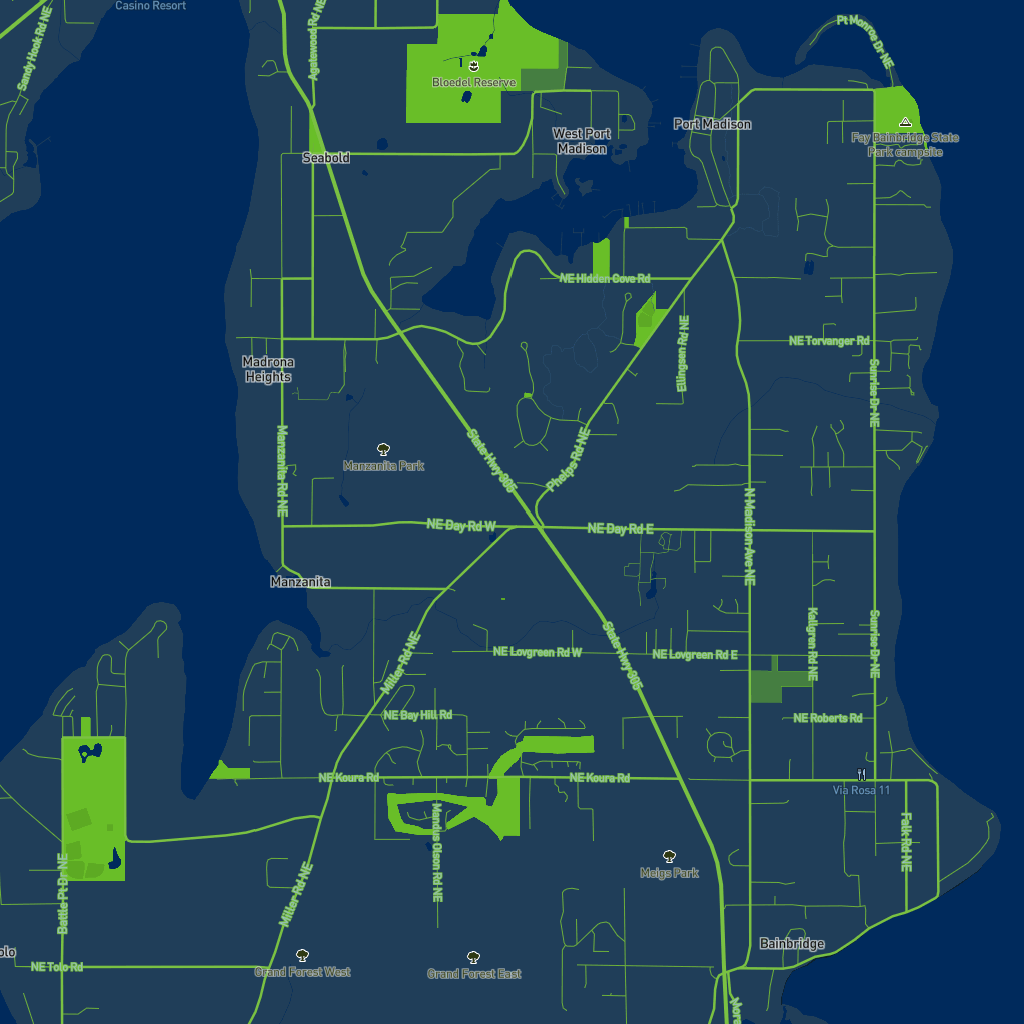 Casino Resort
Sandy Hook Rd NE
Agatewood Rd NE
Pt Monroe Dr NE
Bloedel Reserve
West Port
Madison
Port Madison
Fay Bainbridge State
Park campsite
Seabold
NE Hidden Cove Rd
Ellingsen Rd NE
NE Torvanger Rd
Sunrise Dr NE
Madrona
Heights
Manzanita Rd NE
Manzanita Park
State Hwy 305
Phelps Rd NE
N Madison Ave NE
NE Day Rd W
NE Day Rd E
Manzanita
Miller Rd NE
NE Lovgreen Rd W
State Hwy 305
NE Lovgreen Rd E
Kallgren Rd NE
Sunrise Dr NE
NE Bay Hill Rd
NE Roberts Rd
NE Koura Rd
NE Koura Rd
Via Rosa 11
Mandus Olson Rd NE
Falk Rd NE
Battle Pt Dr NE
Miller Rd NE
Meigs Park
olo
NE Tolo Rd
Grand Forest West
Grand Forest East
Bainbridge